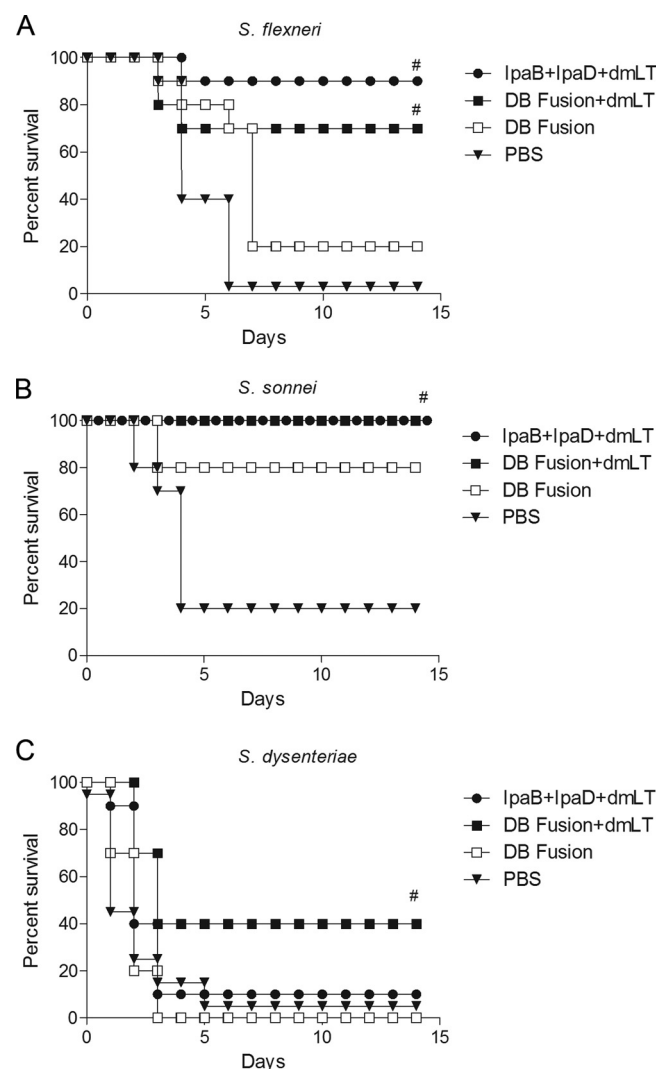 A
S. flexneri
100
80
60
40
20
0
Percent survival
0 5 10 15
Days
#
#
IpaB+IpaD+dmLT
DB Fusion+dmLT
DB Fusion
PBS
B
S. sonnei
100
80
60
40
20
0
Percent survival
0 5 10 15
Days
#
IpaB+IpaD+dmLT
DB Fusion+dmLT
DB Fusion
PBS
C
S. dysenteriae
100
80
60
40
20
0
Percent survival
0 5 10 15
Days
#
IpaB+IpaD+dmLT
DB Fusion+dmLT
DB Fusion
PBS